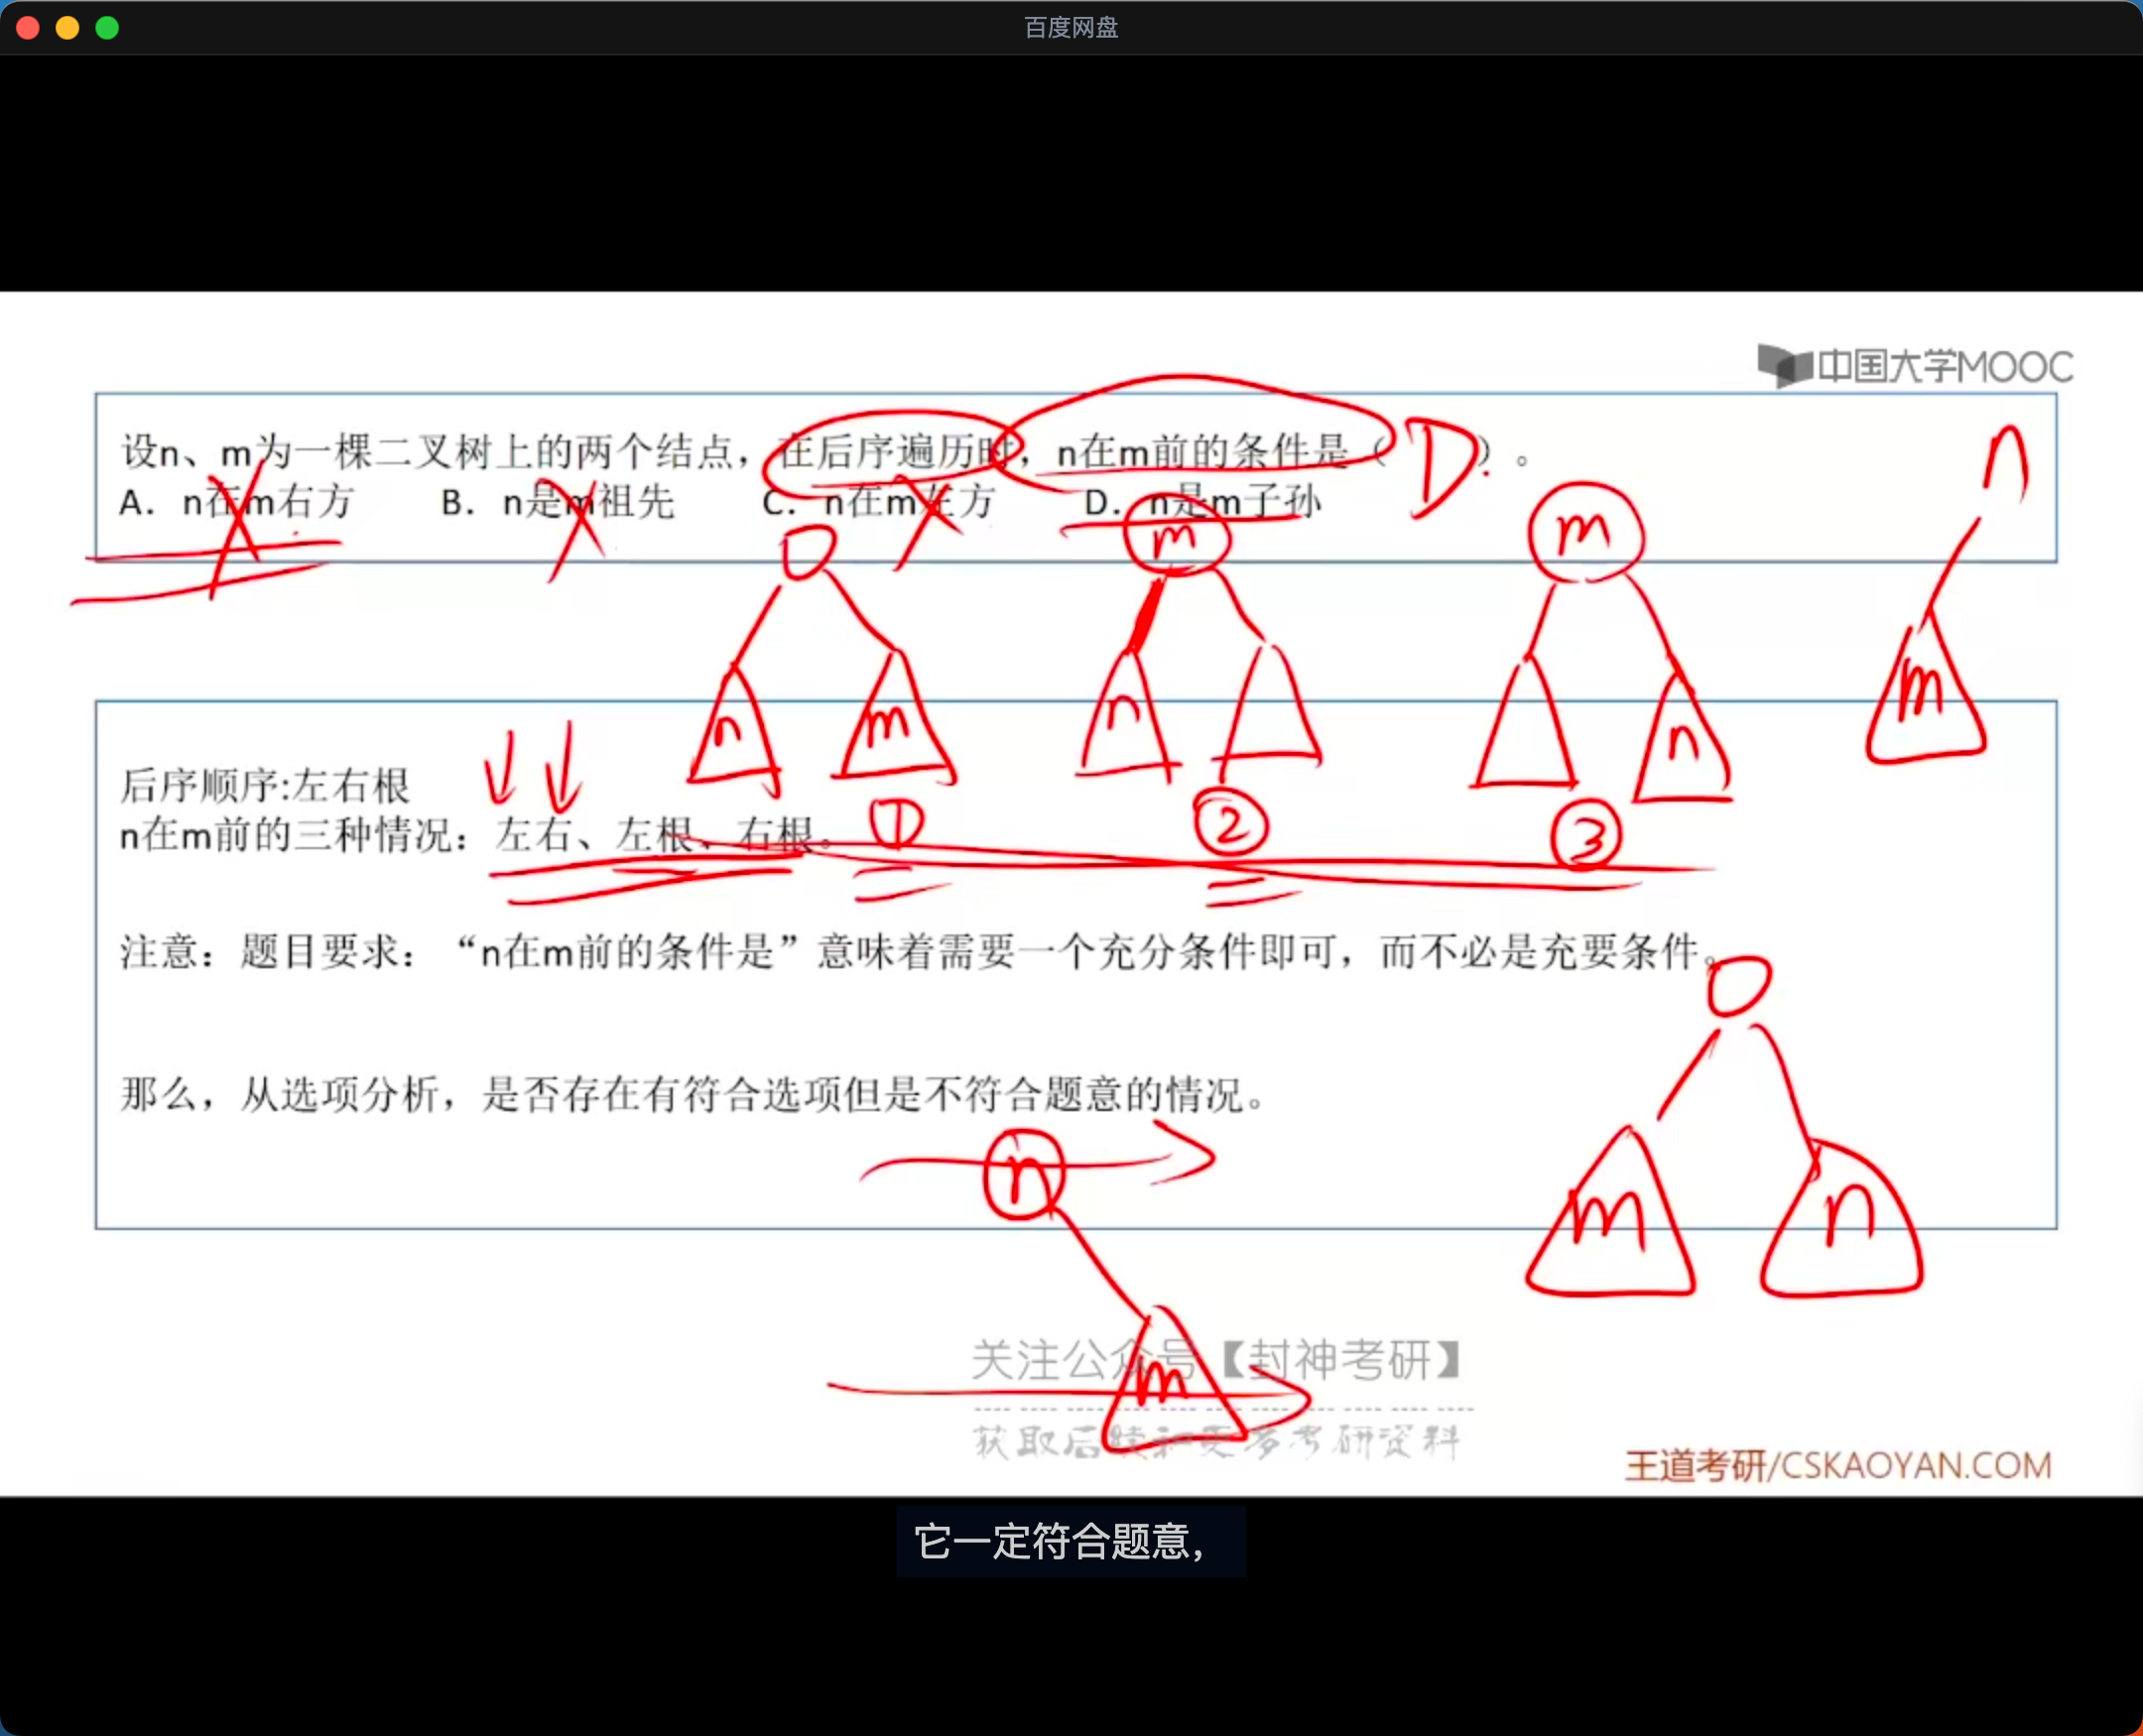 百度网盘
中国大学MOOC
设n、m为一棵二叉树上的两个结点，在后序遍历时，n在m前的条件是（ D. ）。
A. n在m右方 B. n是m祖先 C. n在m左方 D. n是m子孙
m
m
n
n
m
n
n
m
后序顺序:左右根
n在m前的三种情况：左右、左根、右根。
① ② ③
注意：题目要求：“n在m前的条件是”意味着需要一个充分条件即可，而不必是充要条件。
那么，从选项分析，是否存在有符合选项但是不符合题意的情况。
n
m
n
m
关注公众号【封神考研】
获取后续和更多考研资料
王道考研/CSKAOYAN.COM
它一定符合题意，